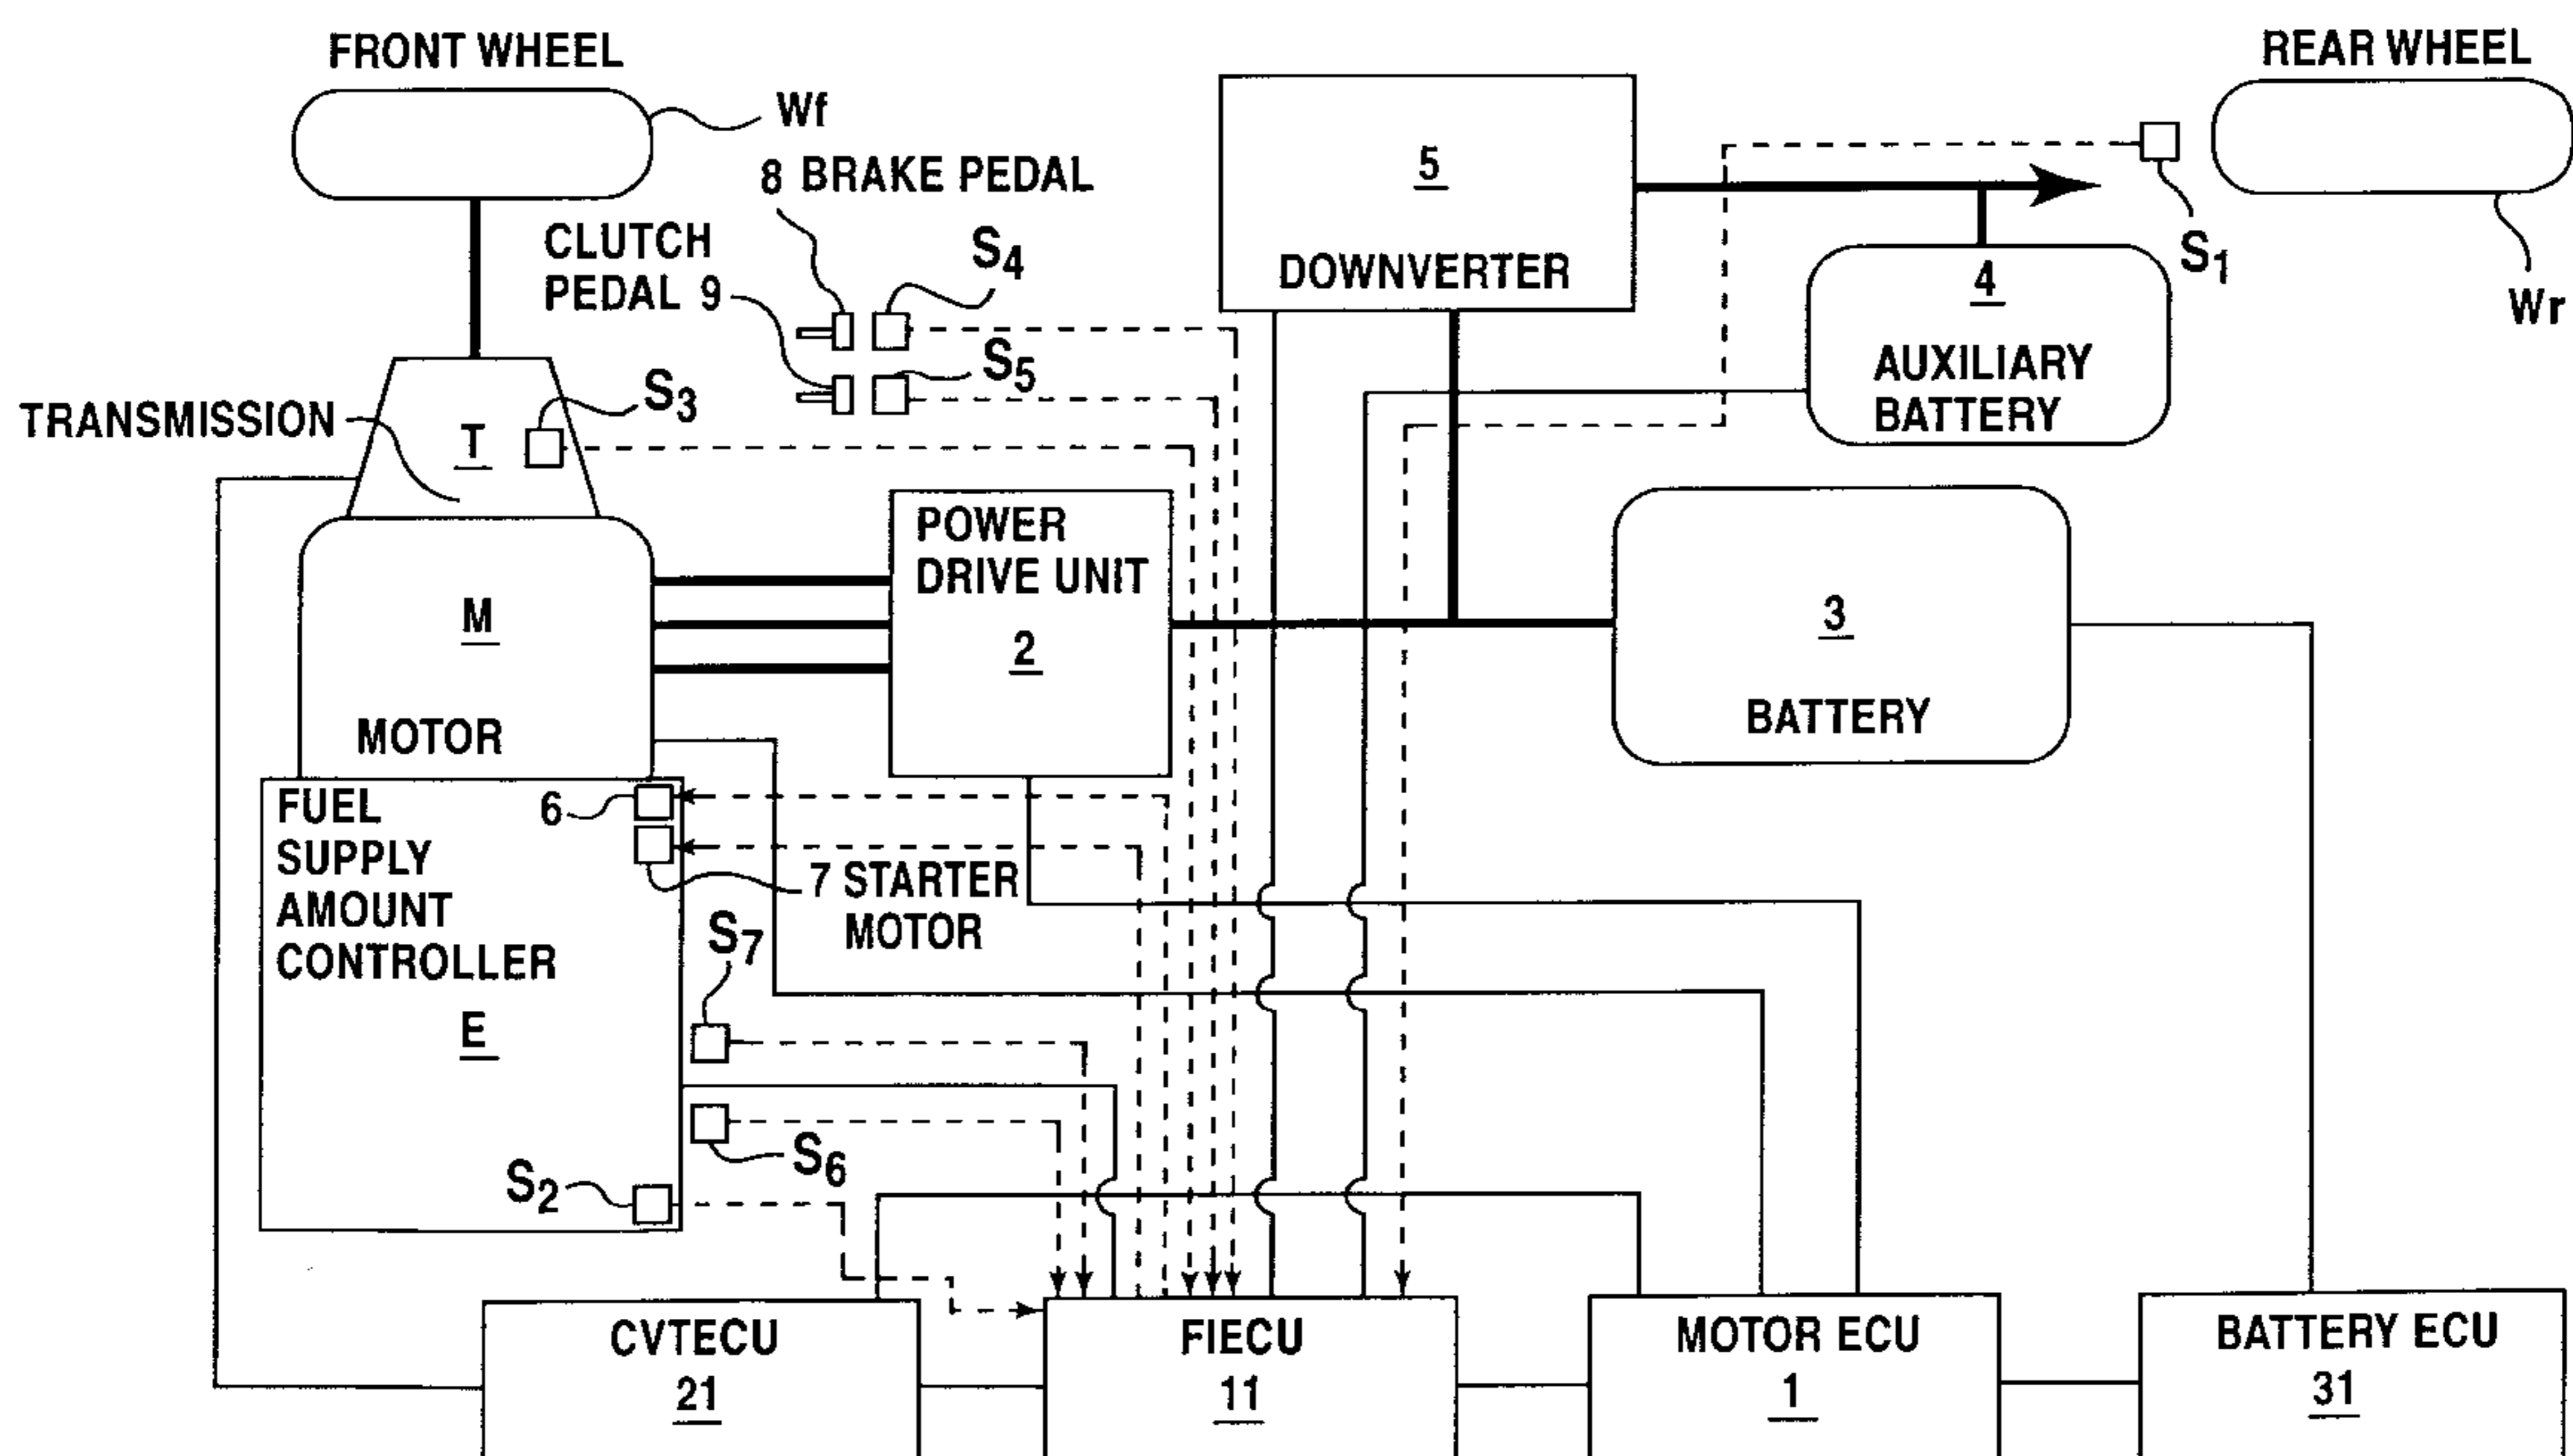 FRONT WHEEL
Wf
REAR WHEEL
S1
Wr
8 BRAKE PEDAL
CLUTCH
PEDAL 9
S4
S5
5
DOWNVERTER
4
AUXILIARY
BATTERY
TRANSMISSION
T
S3
M
MOTOR
POWER
DRIVE UNIT
2
3
BATTERY
FUEL
SUPPLY
AMOUNT
CONTROLLER
E
6
7 STARTER
MOTOR
S7
S6
S2
CVTECU
21
FIECU
11
MOTOR ECU
1
BATTERY ECU
31